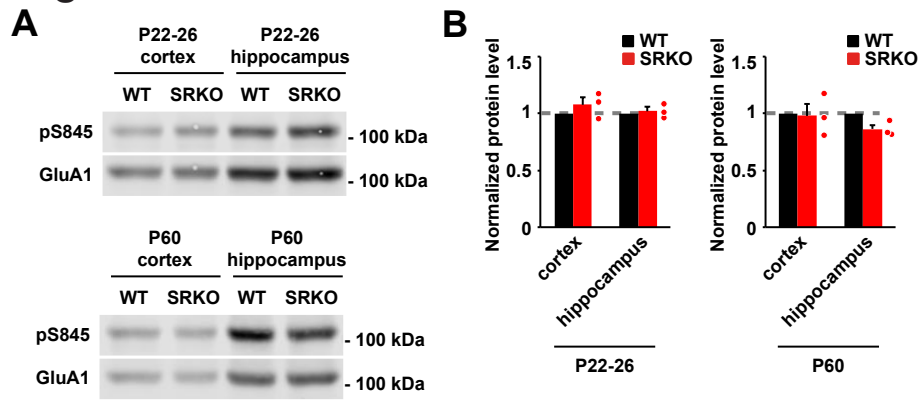 A
P22-26 cortex
P22-26 hippocampus
WT SRKO WT SRKO
pS845
- 100 kDa
GluA1
- 100 kDa
P60 cortex
P60 hippocampus
WT SRKO WT SRKO
pS845
- 100 kDa
GluA1
- 100 kDa
B
Normalized protein level
WT
SRKO
1.5
1
0.5
0
cortex
hippocampus
P22-26
Normalized protein level
WT
SRKO
1.5
1
0.5
0
cortex
hippocampus
P60